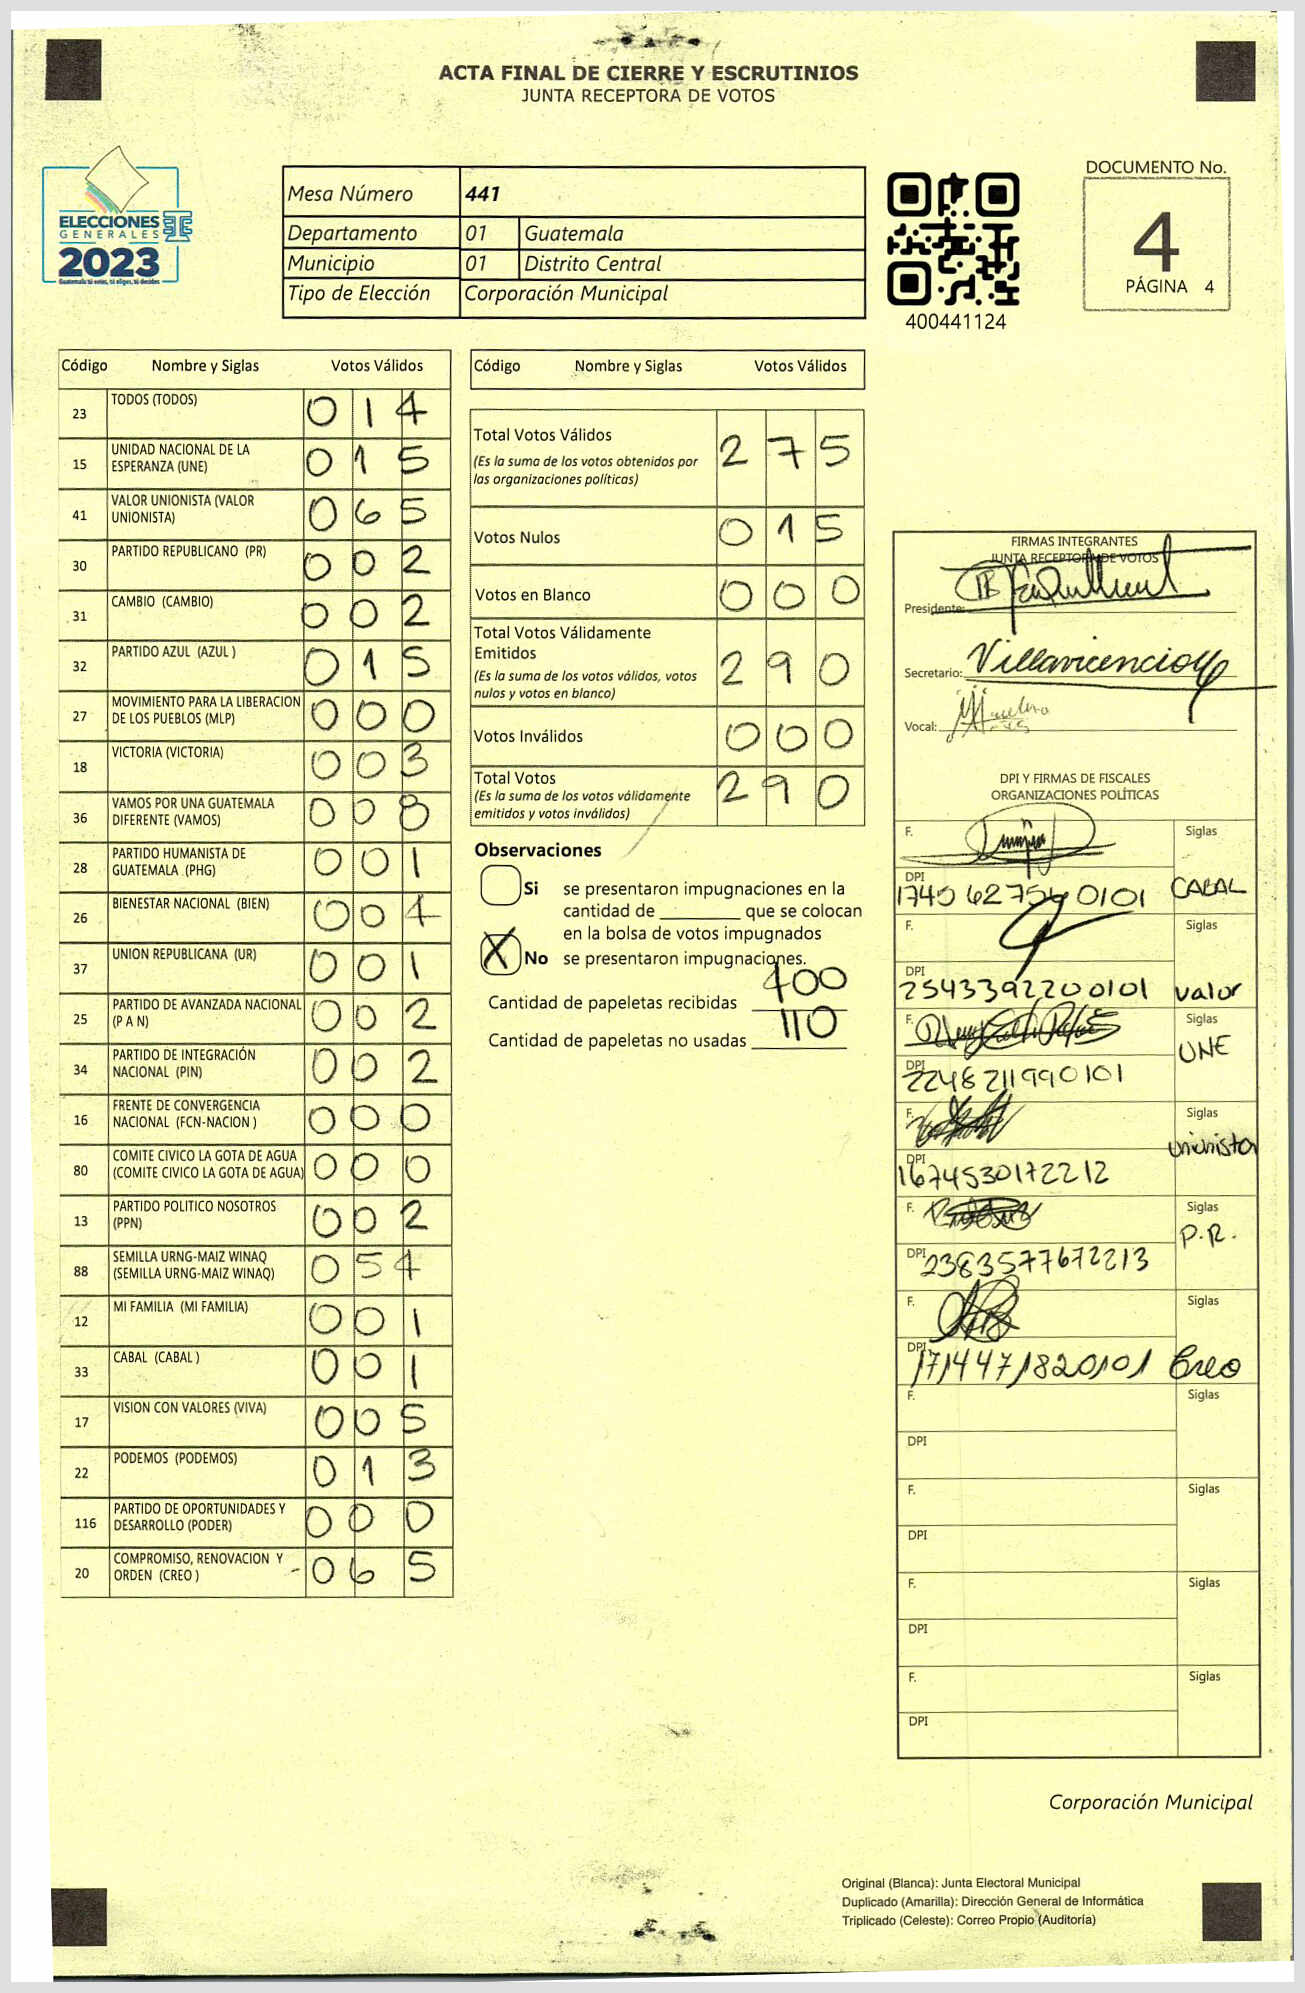 ACTA FINAL DE CIERRE Y ESCRUTINIOS
JUNTA RECEPTORA DE VOTOS
ELECCIONES
GENERALES
2023
Guatemala tú votas, tú eliges, tú decides
Mesa Número 441
Departamento 01 Guatemala
Municipio 01 Distrito Central
Tipo de Elección Corporación Municipal
400441124
DOCUMENTO No.
4
PÁGINA 4
Código Nombre y Siglas Votos Válidos
23 TODOS (TODOS) 0 1 4
15 UNIDAD NACIONAL DE LA ESPERANZA (UNE) 0 1 5
41 VALOR UNIONISTA (VALOR UNIONISTA) 0 6 5
30 PARTIDO REPUBLICANO (PR) 0 0 2
31 CAMBIO (CAMBIO) 0 0 2
32 PARTIDO AZUL (AZUL ) 0 1 5
27 MOVIMIENTO PARA LA LIBERACION DE LOS PUEBLOS (MLP) 0 0 0
18 VICTORIA (VICTORIA) 0 0 3
36 VAMOS POR UNA GUATEMALA DIFERENTE (VAMOS) 0 0 8
28 PARTIDO HUMANISTA DE GUATEMALA (PHG) 0 0 1
26 BIENESTAR NACIONAL (BIEN) 0 0 4
37 UNION REPUBLICANA (UR) 0 0 1
25 PARTIDO DE AVANZADA NACIONAL (P A N) 0 0 2
34 PARTIDO DE INTEGRACIÓN NACIONAL (PIN) 0 0 2
16 FRENTE DE CONVERGENCIA NACIONAL (FCN-NACION ) 0 0 0
80 COMITE CIVICO LA GOTA DE AGUA (COMITE CIVICO LA GOTA DE AGUA) 0 0 0
13 PARTIDO POLITICO NOSOTROS (PPN) 0 0 2
88 SEMILLA URNG-MAIZ WINAQ (SEMILLA URNG-MAIZ WINAQ) 0 5 4
12 MI FAMILIA (MI FAMILIA) 0 0 1
33 CABAL (CABAL ) 0 0 1
17 VISION CON VALORES (VIVA) 0 0 5
22 PODEMOS (PODEMOS) 0 1 3
116 PARTIDO DE OPORTUNIDADES Y DESARROLLO (PODER) 0 0 0
20 COMPROMISO, RENOVACION Y ORDEN (CREO ) 0 6 5
Código Nombre y Siglas Votos Válidos
Total Votos Válidos 2 7 5
(Es la suma de los votos obtenidos por
las organizaciones políticas)
Votos Nulos 0 1 5
Votos en Blanco 0 0 0
Total Votos Válidamente
Emitidos 2 9 0
(Es la suma de los votos válidos, votos
nulos y votos en blanco)
Votos Inválidos 0 0 0
Total Votos 2 9 0
(Es la suma de los votos válidamente
emitidos y votos inválidos)
Observaciones
Si se presentaron impugnaciones en la
cantidad de ________ que se colocan
en la bolsa de votos impugnados
X No se presentaron impugnaciones.
Cantidad de papeletas recibidas 400
Cantidad de papeletas no usadas 110
FIRMAS INTEGRANTES
JUNTA RECEPTORA DE VOTOS
Presidente:
Secretario: Villavicencio
Vocal:
DPI Y FIRMAS DE FISCALES
ORGANIZACIONES POLÍTICAS
F. Siglas
DPI 0101 CABAL
F. Siglas
DPI 2543392200101 Valor
F. Siglas
UNE
DPI 2248211990101
F. Siglas
unionista
DPI 1674530172212
F. Siglas
P.R.
DPI 2383577672213
F. Siglas
DPI 1714471820101 Creo
F. Siglas
DPI
F. Siglas
DPI
F. Siglas
DPI
F. Siglas
DPI
Corporación Municipal
Original (Blanca): Junta Electoral Municipal
Duplicado (Amarilla): Dirección General de Informática
Triplicado (Celeste): Correo Propio (Auditoría)